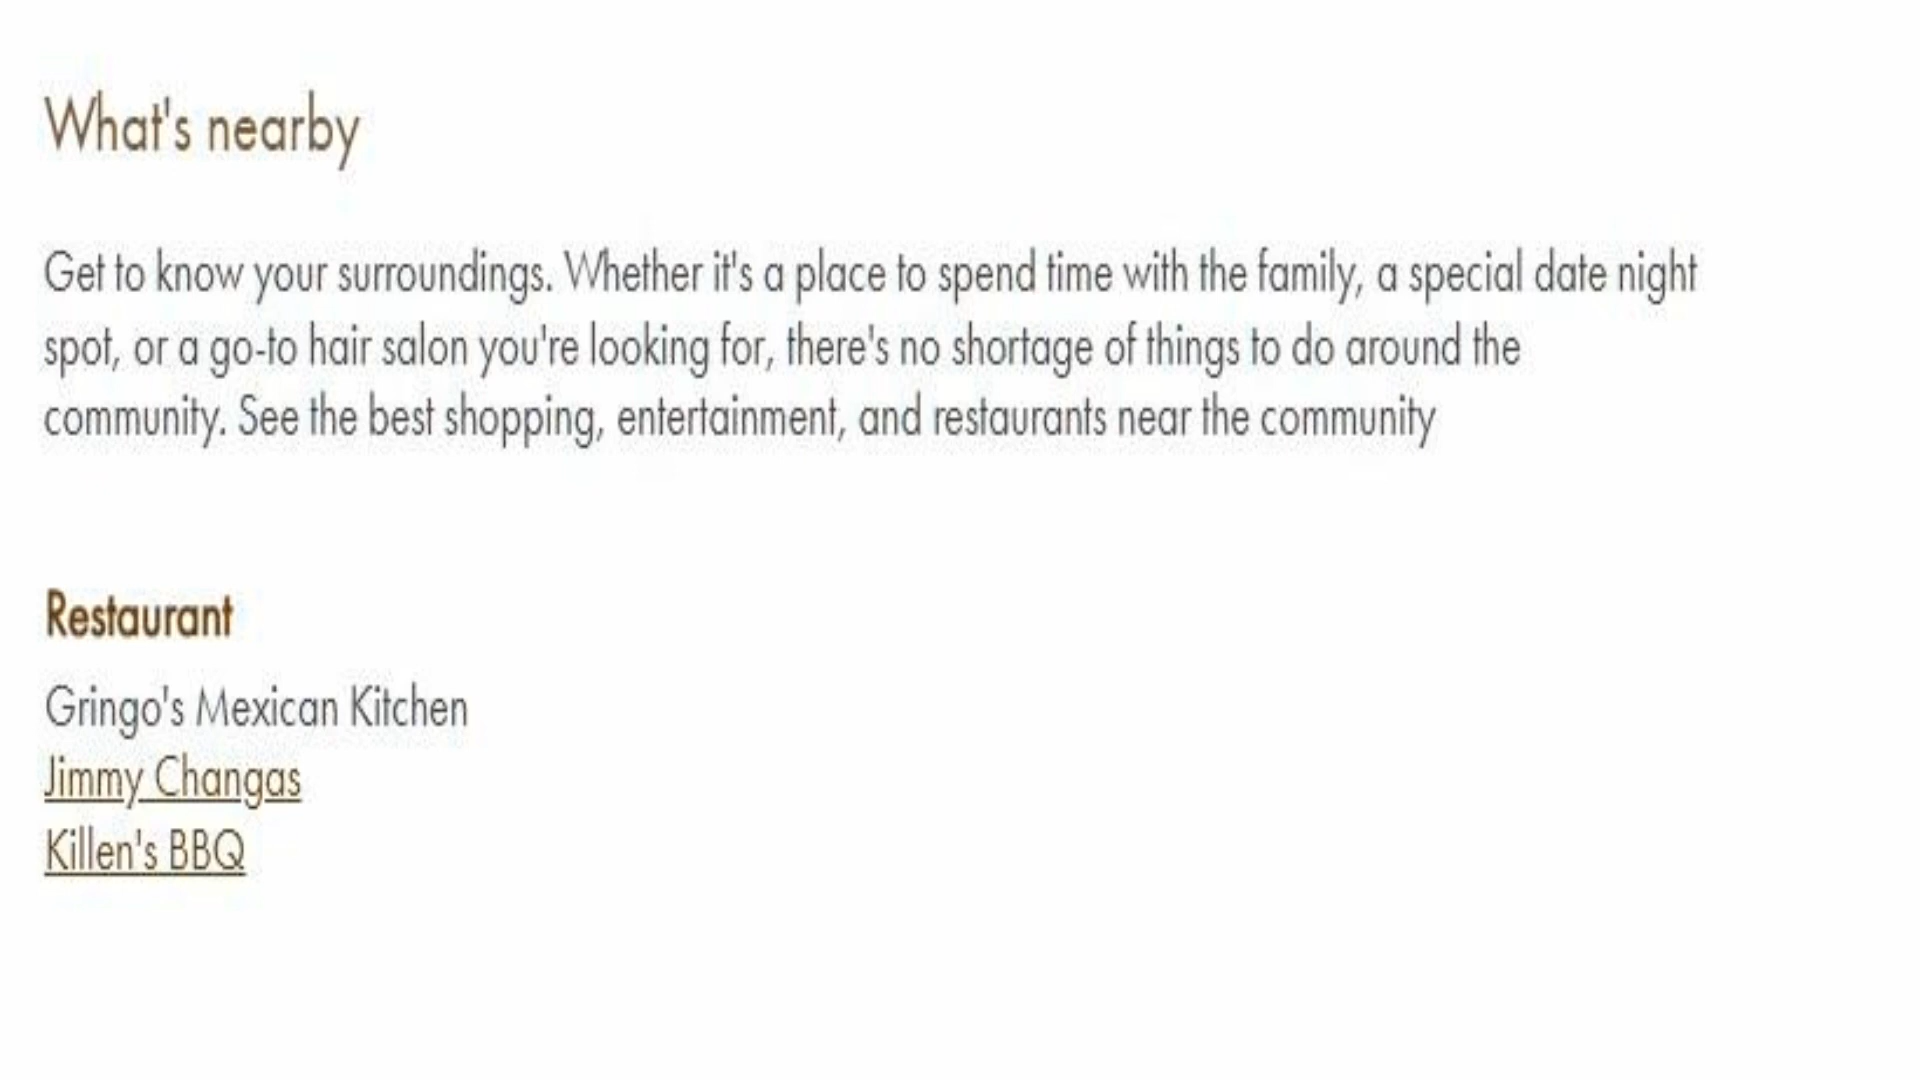 What's nearby
Get to know your surroundings. Whether it's a place to spend time with the family, a special date night
spot, or a go-to hair salon you're looking for, there's no shortage of things to do around the
community. See the best shopping, entertainment, and restaurants near the community
Restaurant
Gringo's Mexican Kitchen
Jimmy Changas
Killen's BBQ